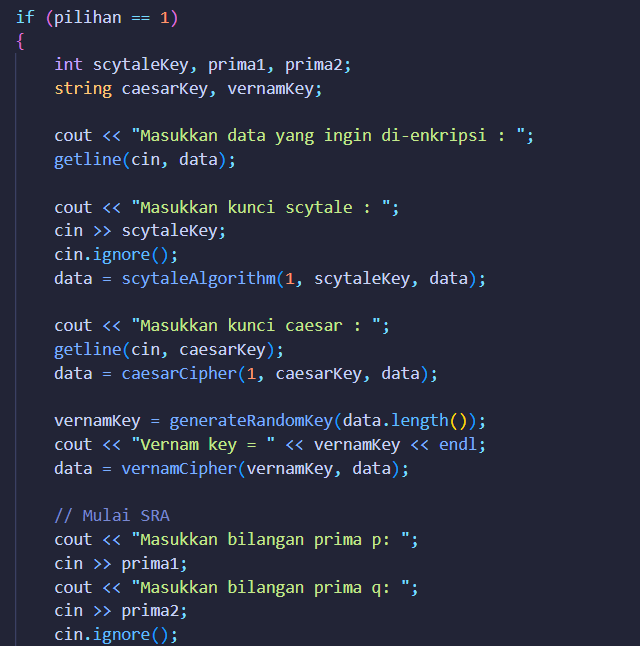 if (pilihan == 1)
{
int scytaleKey, prima1, prima2;
string caesarKey, vernamKey;
cout << "Masukkan data yang ingin di-enkripsi : ";
getline(cin, data);
cout << "Masukkan kunci scytale : ";
cin >> scytaleKey;
cin.ignore();
data = scytaleAlgorithm(1, scytaleKey, data);
cout << "Masukkan kunci caesar : ";
getline(cin, caesarKey);
data = caesarCipher(1, caesarKey, data);
vernamKey = generateRandomKey(data.length());
cout << "Vernam key = " << vernamKey << endl;
data = vernamCipher(vernamKey, data);
// Mulai SRA
cout << "Masukkan bilangan prima p: ";
cin >> prima1;
cout << "Masukkan bilangan prima q: ";
cin >> prima2;
cin.ignore();